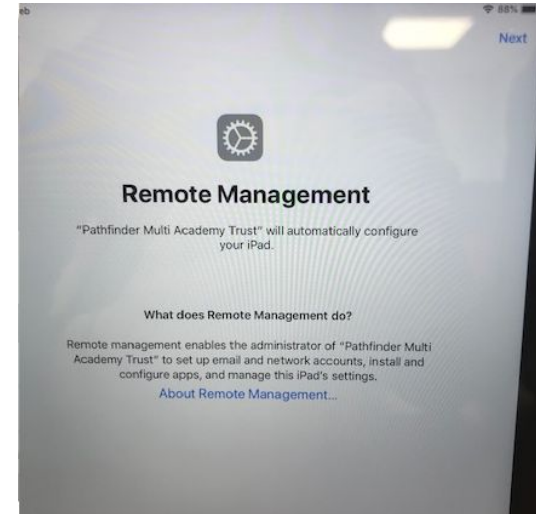 eb
88%
Next
Remote Management
"Pathfinder Multi Academy Trust" will automatically configure
your iPad.
What does Remote Management do?
Remote management enables the administrator of "Pathfinder Multi
Academy Trust" to set up email and network accounts, install and
configure apps, and manage this iPad's settings.
About Remote Management...